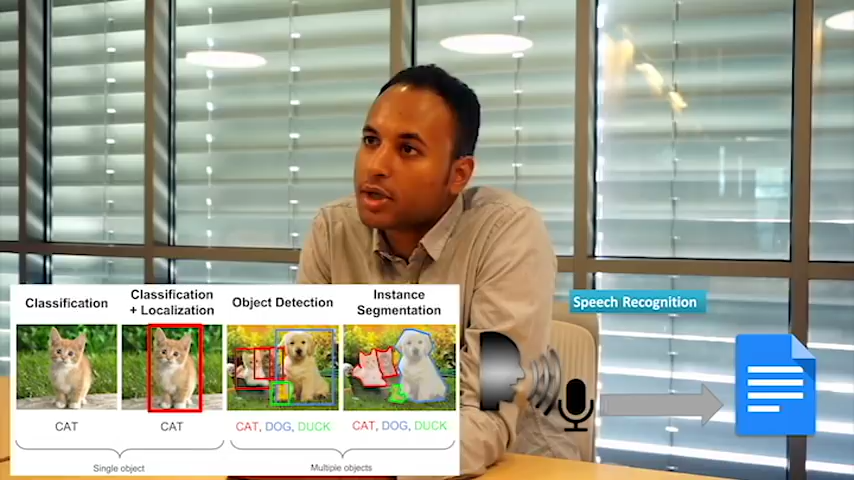 Classification
Classification
+ Localization
Object Detection
Instance
Segmentation
CAT
CAT
CAT, DOG, DUCK
CAT, DOG, DUCK
Single object
Multiple objects
Speech Recognition